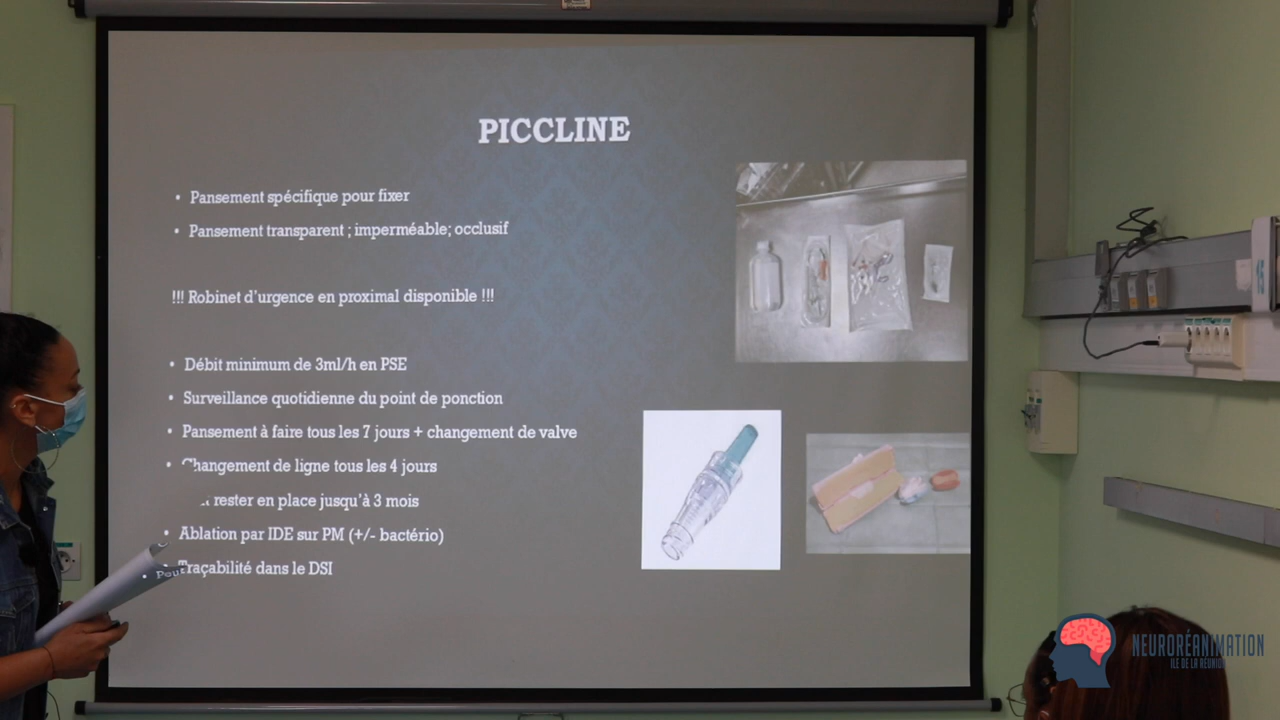 PICCLINE
• Pansement spécifique pour fixer
• Pansement transparent ; imperméable; occlusif
!!! Robinet d'urgence en proximal disponible !!!
• Débit minimum de 3ml/h en PSE
• Surveillance quotidienne du point de ponction
• Pansement à faire tous les 7 jours + changement de valve
• Changement de ligne tous les 4 jours
rester en place jusqu'à 3 mois
• Ablation par IDE sur PM (+/- bactério)
• Traçabilité dans le DSI
• Peut
NEURORÉANIMATION
ILE DE LA RÉUNION